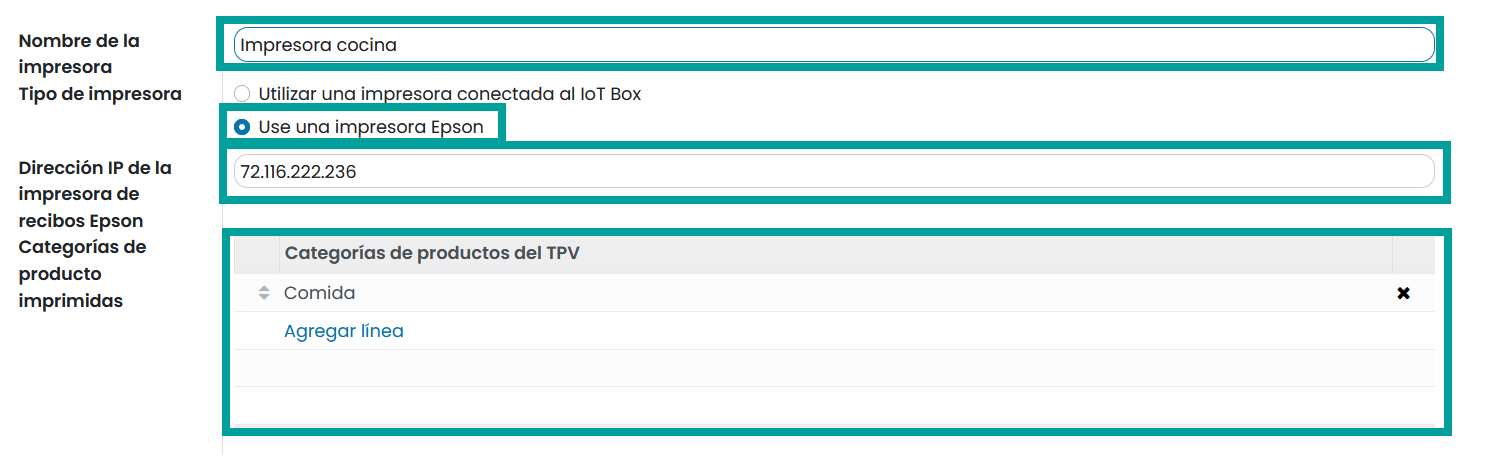 Nombre de la
impresora
Impresora cocina
Tipo de impresora
Utilizar una impresora conectada al IoT Box
Use una impresora Epson
Dirección IP de la
impresora de
recibos Epson
72.116.222.236
Categorías de
producto
imprimidas
Categorías de productos del TPV
Comida
Agregar línea